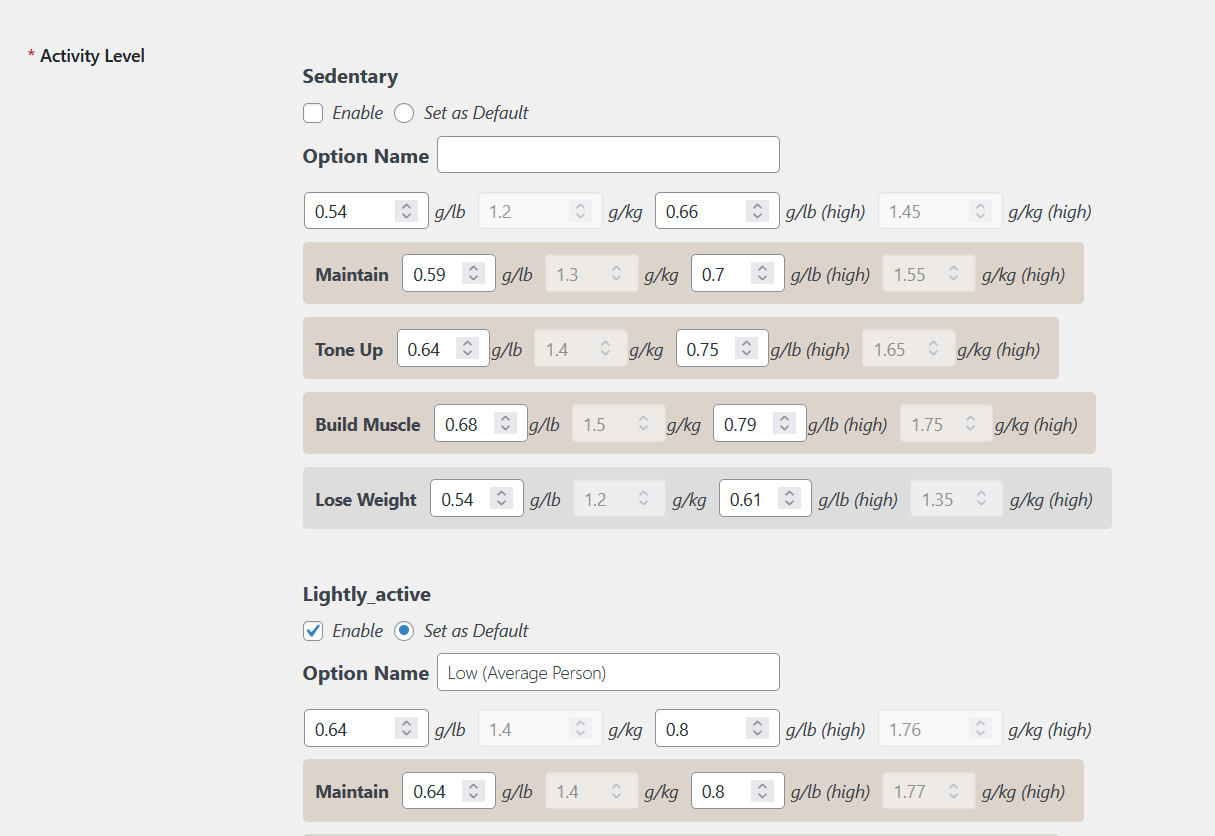 * Activity Level
Sedentary
Enable Set as Default
Option Name
0.54 g/lb 1.2 g/kg 0.66 g/lb (high) 1.45 g/kg (high)
Maintain 0.59 g/lb 1.3 g/kg 0.7 g/lb (high) 1.55 g/kg (high)
Tone Up 0.64 g/lb 1.4 g/kg 0.75 g/lb (high) 1.65 g/kg (high)
Build Muscle 0.68 g/lb 1.5 g/kg 0.79 g/lb (high) 1.75 g/kg (high)
Lose Weight 0.54 g/lb 1.2 g/kg 0.61 g/lb (high) 1.35 g/kg (high)
Lightly_active
Enable Set as Default
Option Name Low (Average Person)
0.64 g/lb 1.4 g/kg 0.8 g/lb (high) 1.76 g/kg (high)
Maintain 0.64 g/lb 1.4 g/kg 0.8 g/lb (high) 1.77 g/kg (high)